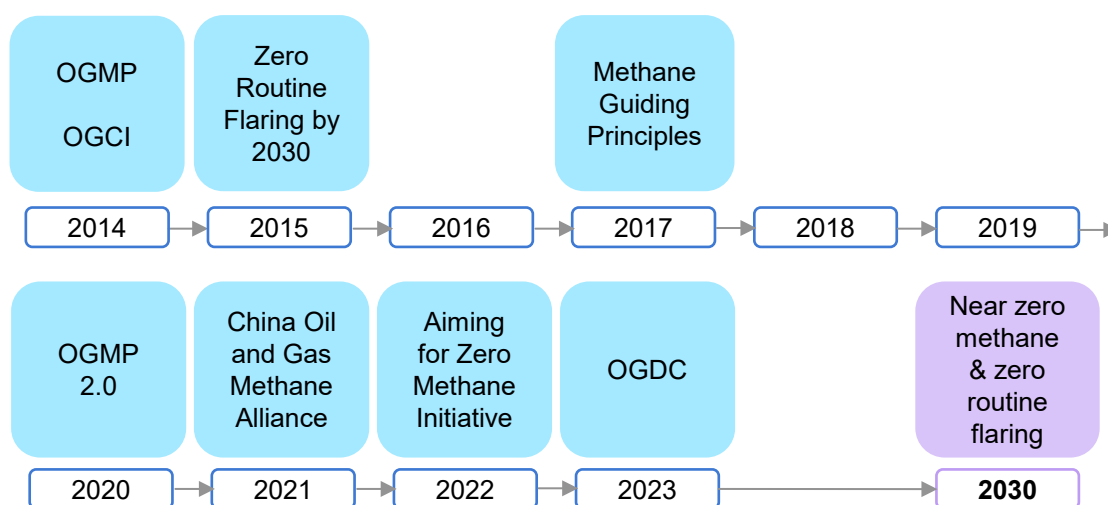 OGMP
OGCI
Zero
Routine
Flaring by
2030
Methane
Guiding
Principles
2014
2015
2016
2017
2018
2019
OGMP
2.0
China Oil
and Gas
Methane
Alliance
Aiming
for Zero
Methane
Initiative
OGDC
Near zero
methane
& zero
routine
flaring
2020
2021
2022
2023
2030